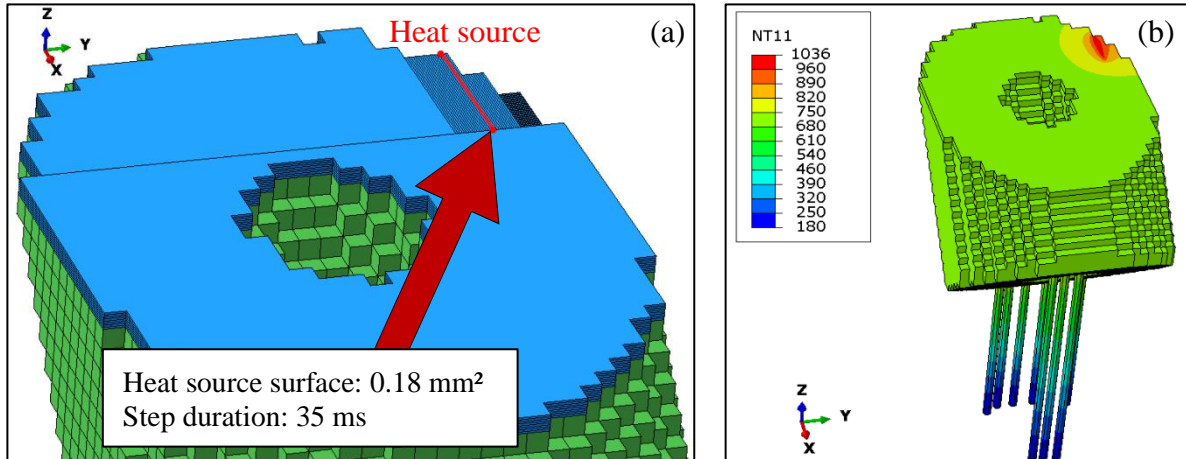 Z
Y
X
Heat source
(a)
Heat source surface: 0.18 mm²
Step duration: 35 ms
NT11
1036
960
890
820
750
680
610
540
460
390
320
250
180
(b)
Z
Y
X